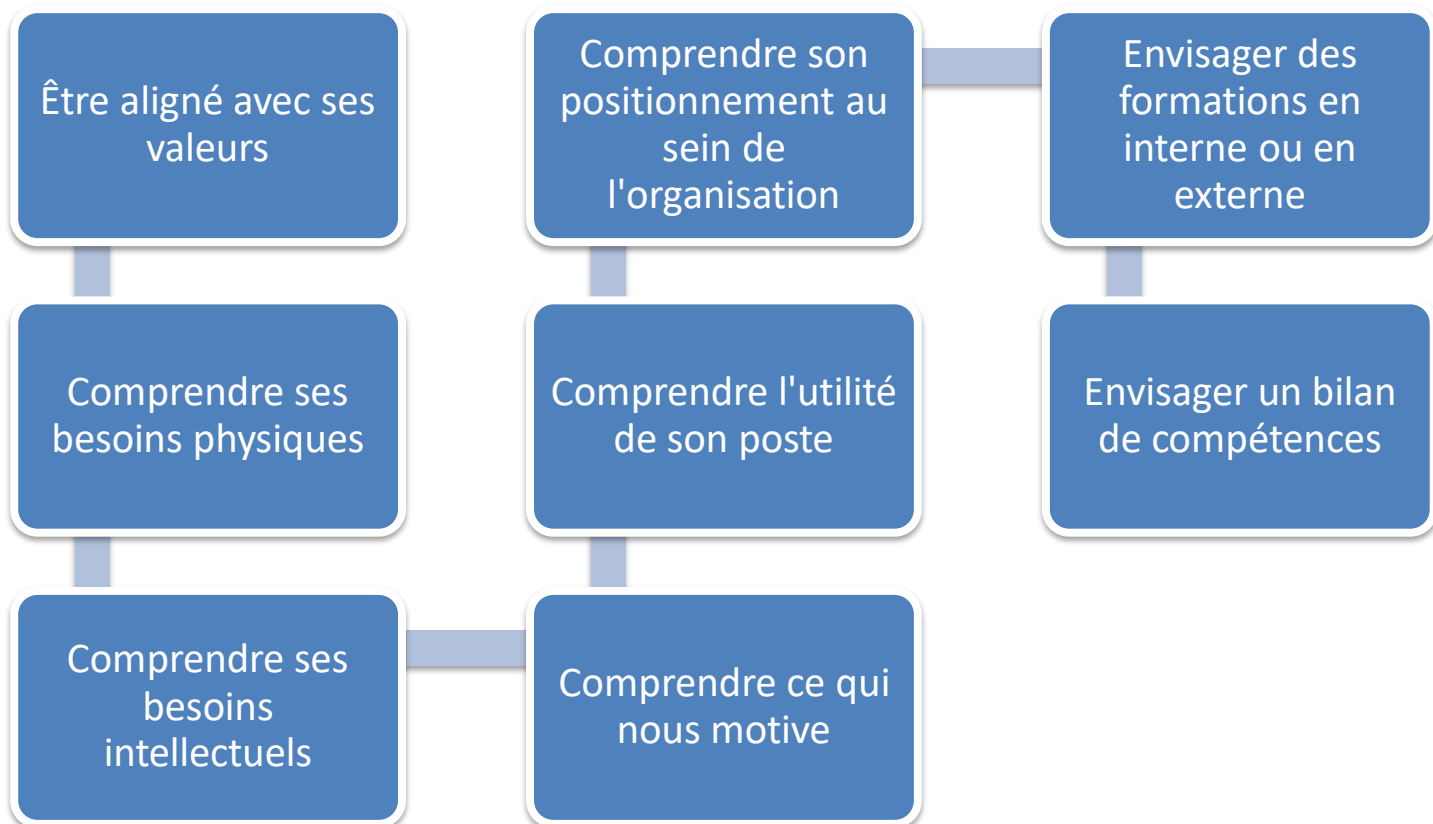 Être aligné avec ses
valeurs
Comprendre ses
besoins physiques
Comprendre ses
besoins
intellectuels
Comprendre ce qui
nous motive
Comprendre l'utilité
de son poste
Comprendre son
positionnement au
sein de
l'organisation
Envisager des
formations en
interne ou en
externe
Envisager un bilan
de compétences